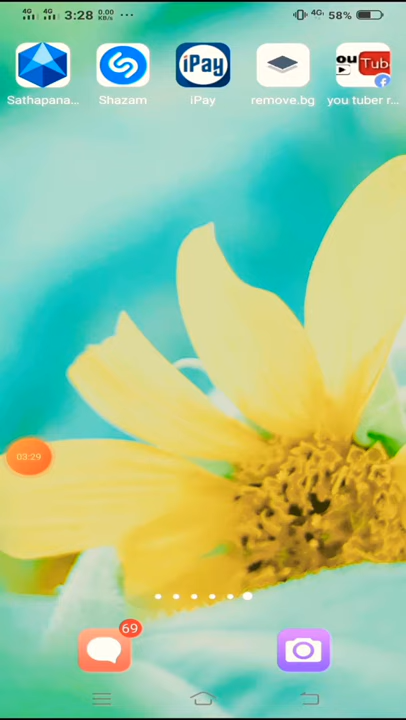 4G 4G 3:28 0.00 KB/s ... 4G 58%
iPay
ou Tub
Sathapana... Shazam iPay remove.bg you tuber r...
03:29
69